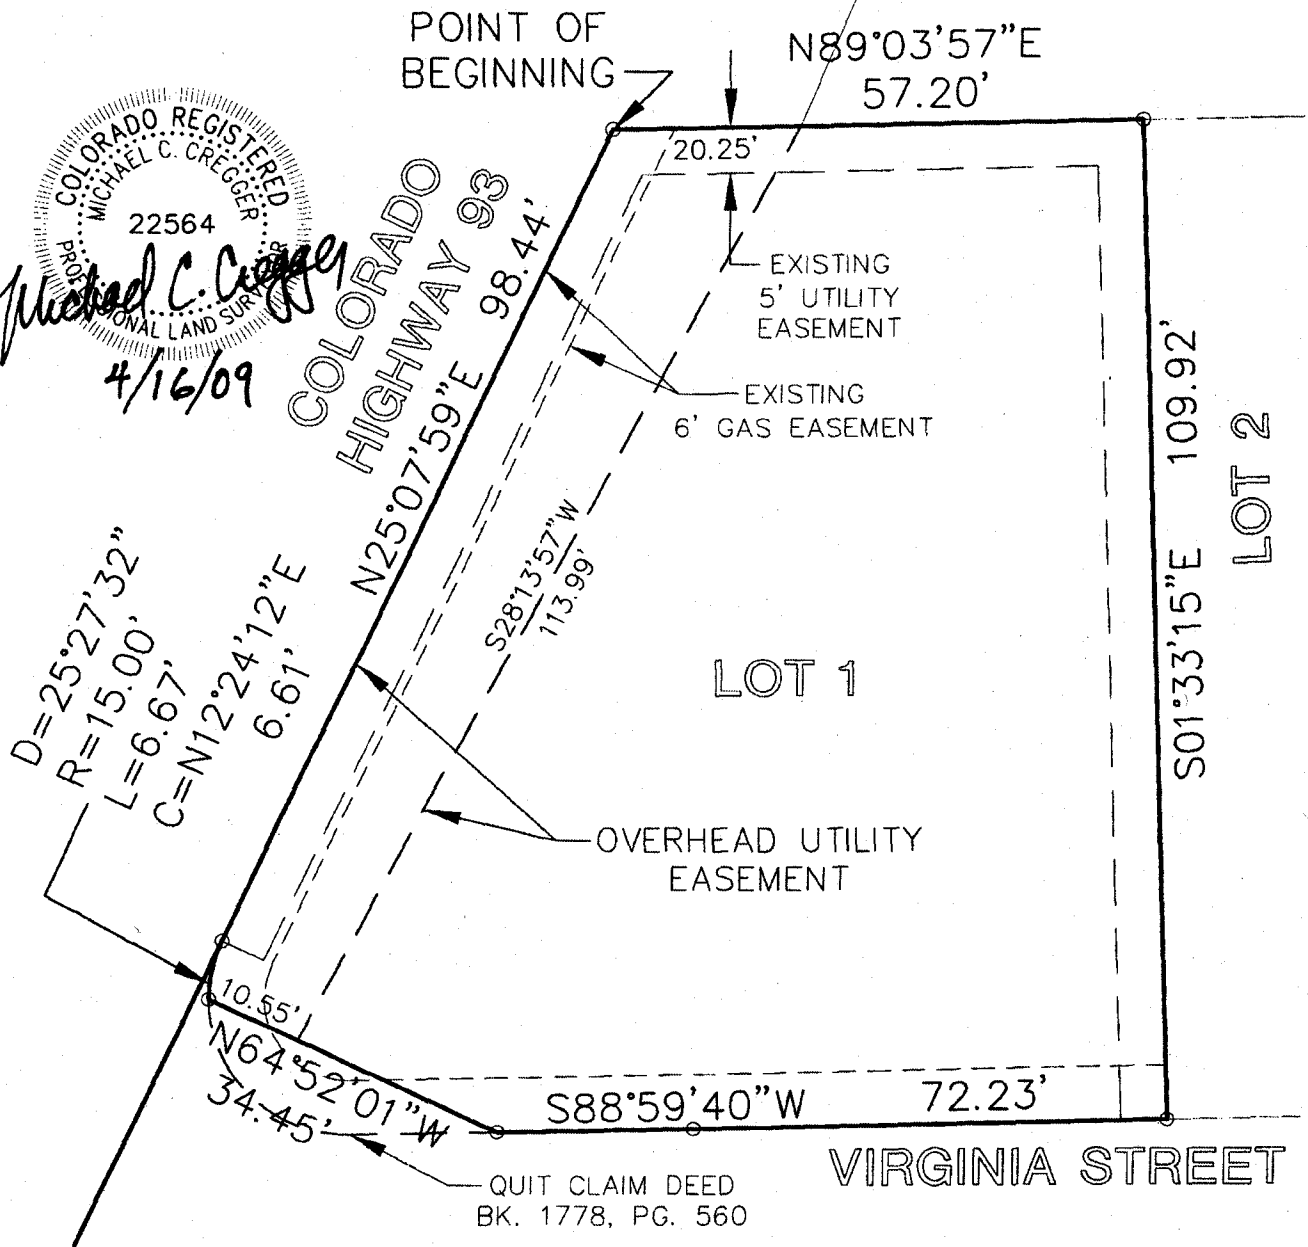 POINT OF
BEGINNING
N89°03'57"E
57.20'
COLORADO REGISTERED
MICHAEL C. CREGGER
22564
PROFESSIONAL LAND SURVEYOR
Michael C. Cregger
4/16/09
COLORADO
HIGHWAY 93
20.25'
EXISTING
5' UTILITY
EASEMENT
EXISTING
6' GAS EASEMENT
N25°07'59"E 98.44'
S28°13'57"W
113.99'
S01°33'15"E 109.92'
LOT 2
LOT 1
D=25°27'32"
R=15.00'
L=6.67'
C=N12°24'12"E
6.61'
OVERHEAD UTILITY
EASEMENT
10.55'
N64°52'01"W
34.45'
S88°59'40"W 72.23'
VIRGINIA STREET
QUIT CLAIM DEED
BK. 1778, PG. 560